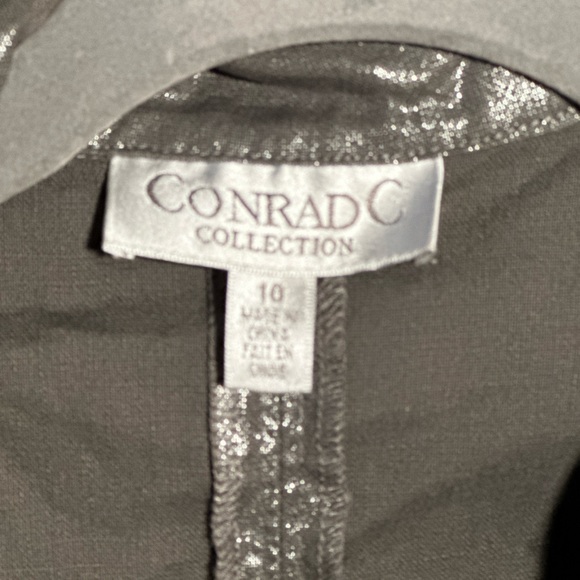 CONRAD C
COLLECTION
10
MADE IN
CHINA
FAIT EN
CHINE